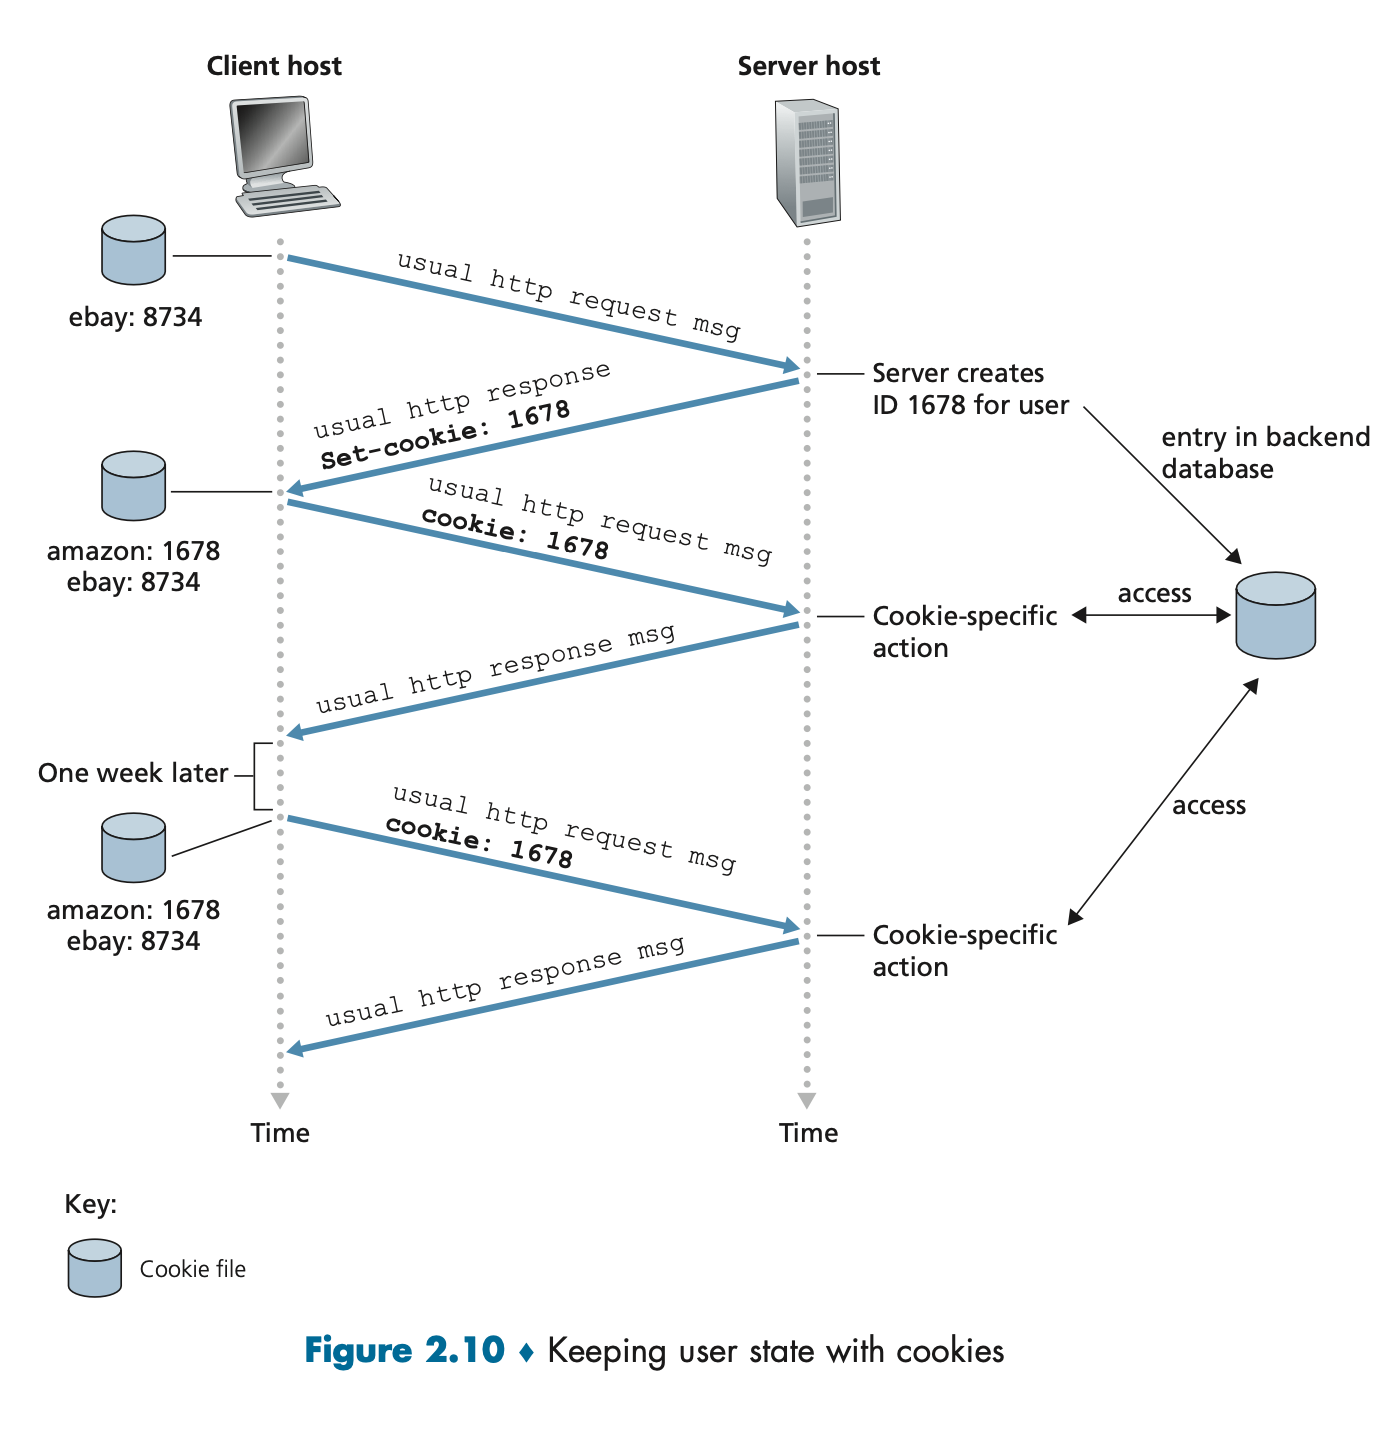 Client host
Server host
ebay: 8734
usual http request msg
Server creates
ID 1678 for user
entry in backend
database
usual http response
Set-cookie: 1678
amazon: 1678
ebay: 8734
usual http request msg
cookie: 1678
Cookie-specific
action
access
usual http response msg
One week later
amazon: 1678
ebay: 8734
usual http request msg
cookie: 1678
access
Cookie-specific
action
usual http response msg
Time
Time
Key:
Cookie file
Figure 2.10 ♦ Keeping user state with cookies